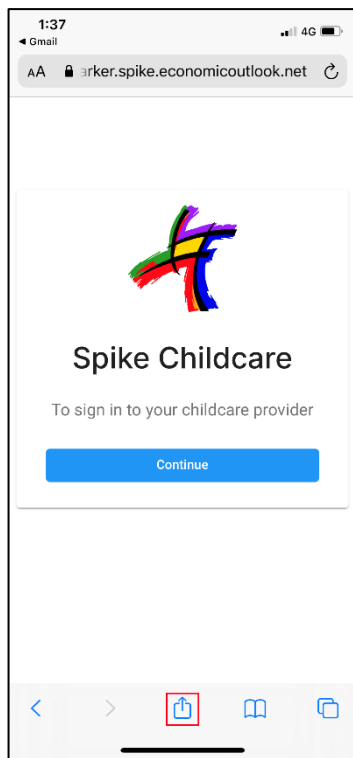 1:37
Gmail
4G
AA arker.spike.economicoutlook.net
Spike Childcare
To sign in to your childcare provider
Continue